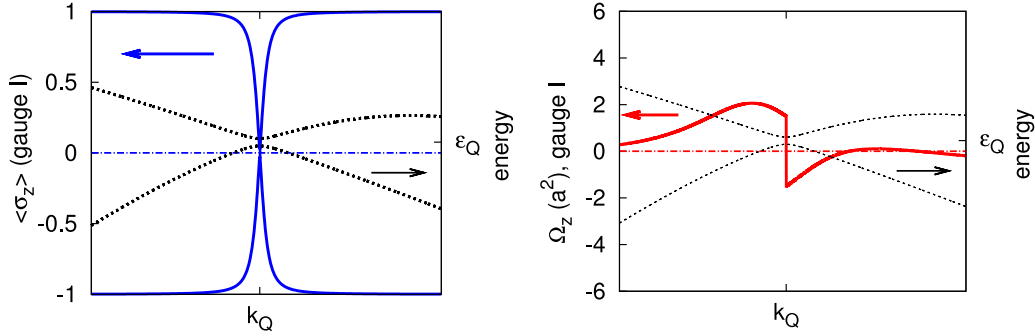 1
0.5
0
-0.5
-1
<σz> (gauge I)
kQ
εQ
energy
6
4
2
0
-2
-4
-6
Ωz (a²), gauge I
kQ
εQ
energy